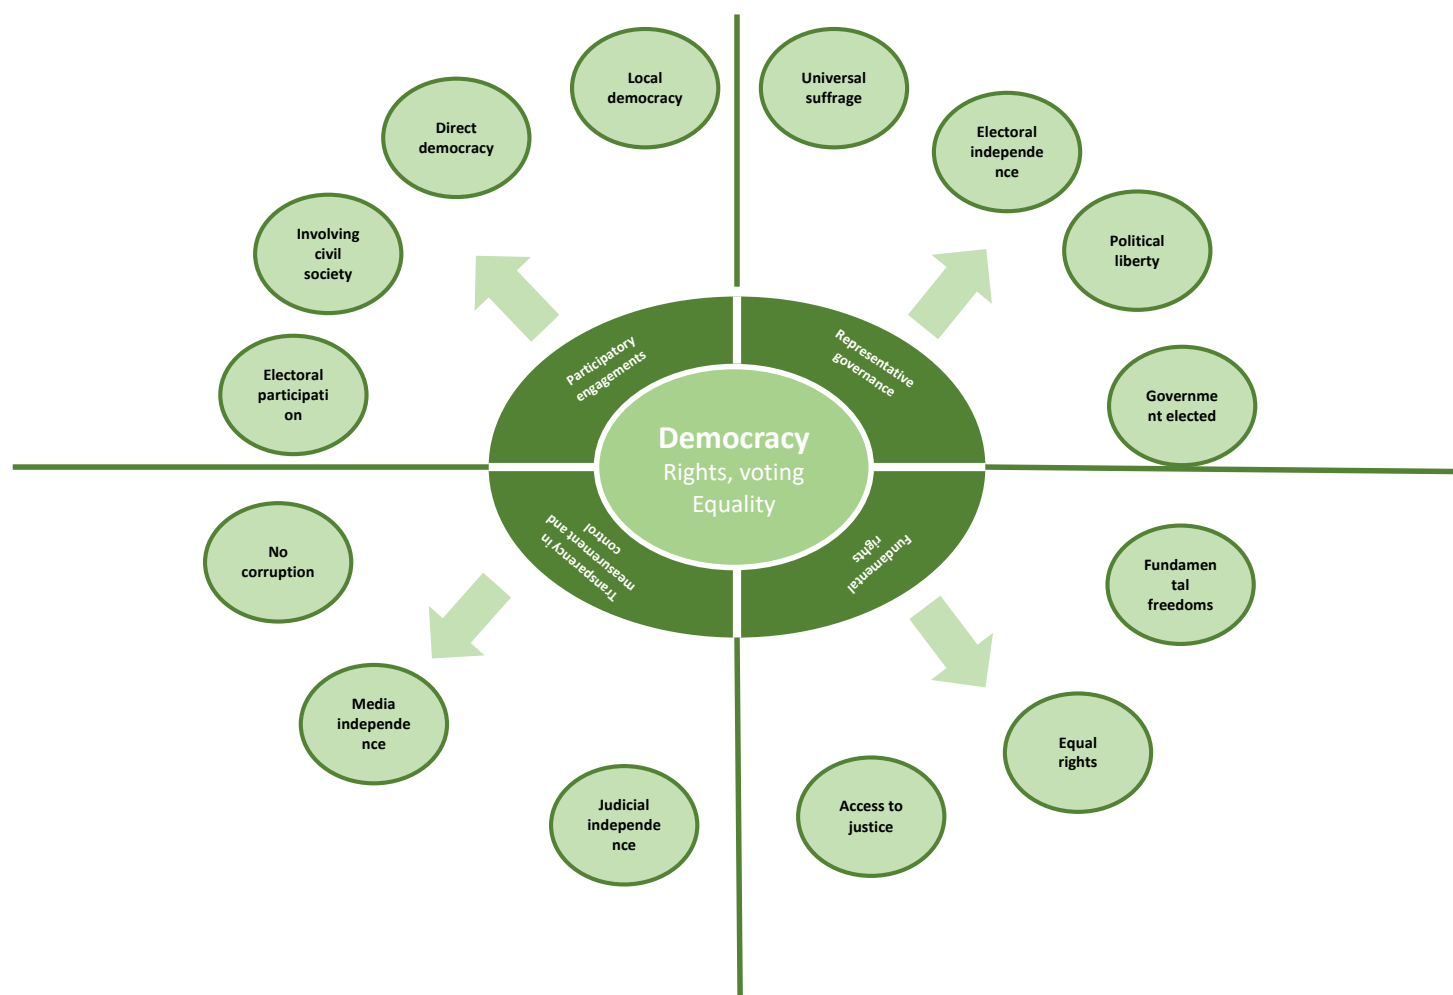 Local
democracy
Universal
suffrage
Direct
democracy
Electoral
independe
nce
Involving
civil
society
Political
liberty
Participatory
engagements
Representative
governance
Electoral
participati
on
Governme
nt elected
Democracy
Rights, voting
Equality
Transparency in
measurement and
control
Fundamental
rights
No
corruption
Fundamen
tal
freedoms
Media
independe
nce
Equal
rights
Judicial
independe
nce
Access to
justice